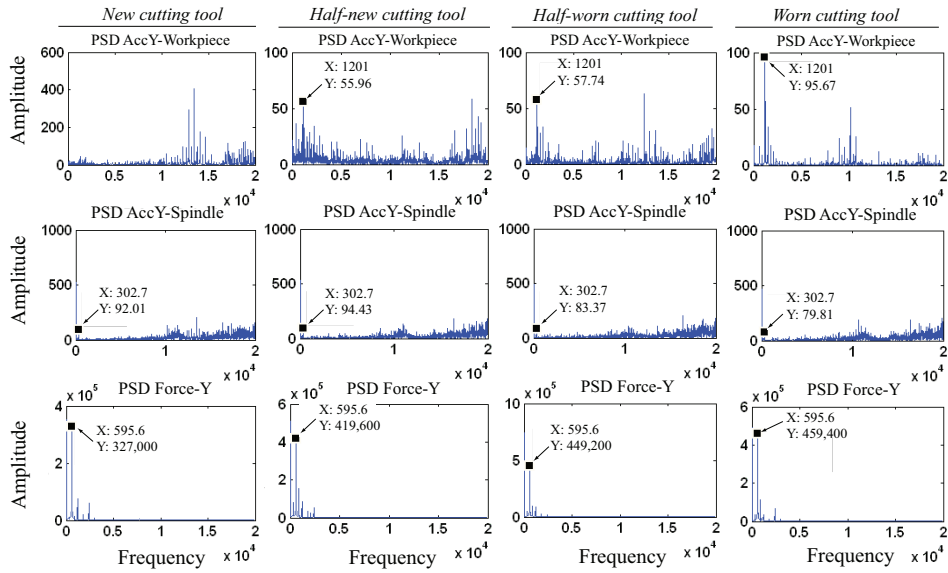 New cutting tool
Half-new cutting tool
Half-worn cutting tool
Worn cutting tool
PSD AccY-Workpiece
PSD AccY-Workpiece
PSD AccY-Workpiece
PSD AccY-Workpiece
Amplitude
600
400
200
0
0 0.5 1 1.5 2
x 10^4
100
50
0
X: 1201
Y: 55.96
0 0.5 1 1.5 2
x 10^4
100
50
0
X: 1201
Y: 57.74
0 0.5 1 1.5 2
x 10^4
100
50
0
X: 1201
Y: 95.67
0 0.5 1 1.5 2
x 10^4
PSD AccY-Spindle
PSD AccY-Spindle
Amplitude
1000
500
0
X: 302.7
Y: 92.01
0 1 2
x 10^4
1000
500
0
X: 302.7
Y: 94.43
0 1 2
x 10^4
1000
500
0
X: 302.7
Y: 83.37
0 1 2
x 10^4
1000
500
0
X: 302.7
Y: 79.81
0 1 2
x 10^4
PSD Force-Y
PSD Force-Y
PSD Force-Y
PSD Force-Y
Amplitude
x 10^5
4
2
0
X: 595.6
Y: 327,000
0 0.5 1 1.5 2
Frequency
x 10^4
x 10^5
6
4
2
0
X: 595.6
Y: 419,600
0 0.5 1 1.5 2
Frequency
x 10^4
x 10^5
10
5
0
X: 595.6
Y: 449,200
0 0.5 1 1.5 2
Frequency
x 10^4
x 10^5
6
4
2
0
X: 595.6
Y: 459,400
0 0.5 1 1.5 2
Frequency
x 10^4